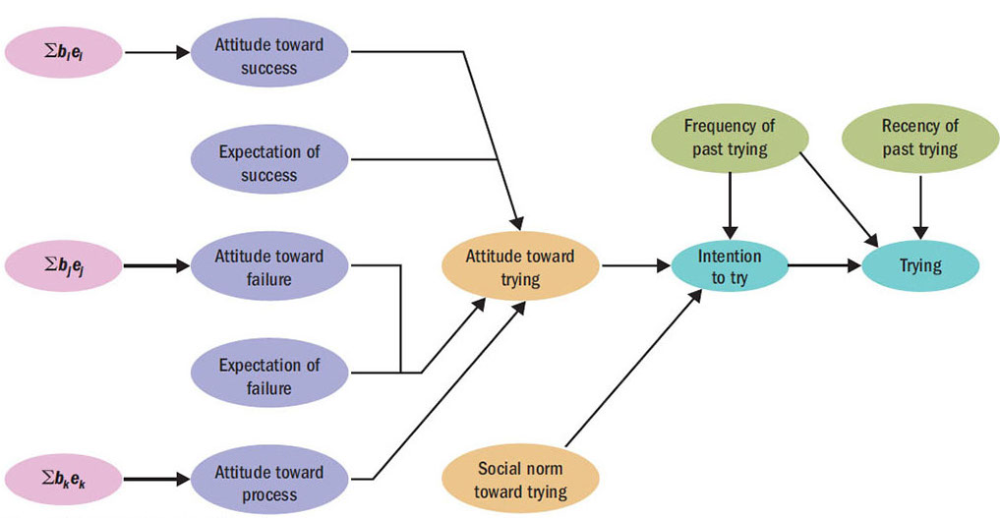 Σbᵢeᵢ
Attitude toward
success
Expectation of
success
Frequency of
past trying
Recency of
past trying
Σbⱼeⱼ
Attitude toward
failure
Attitude toward
trying
Intention
to try
Trying
Expectation of
failure
Σbₖeₖ
Attitude toward
process
Social norm
toward trying